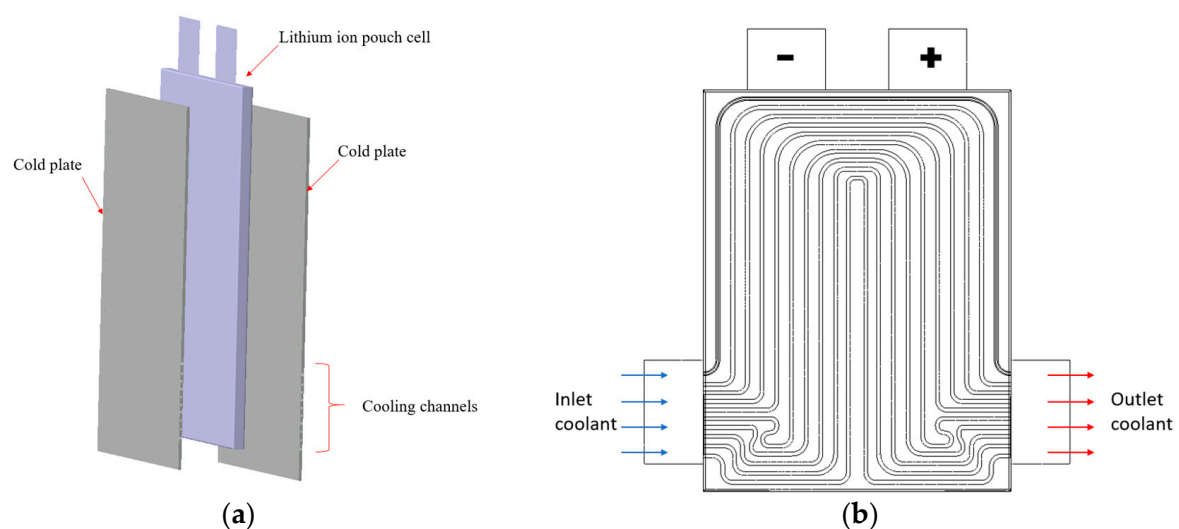 Lithium ion pouch cell
Cold plate
Cold plate
Cooling channels
(a)
- +
Inlet
coolant
Outlet
coolant
(b)